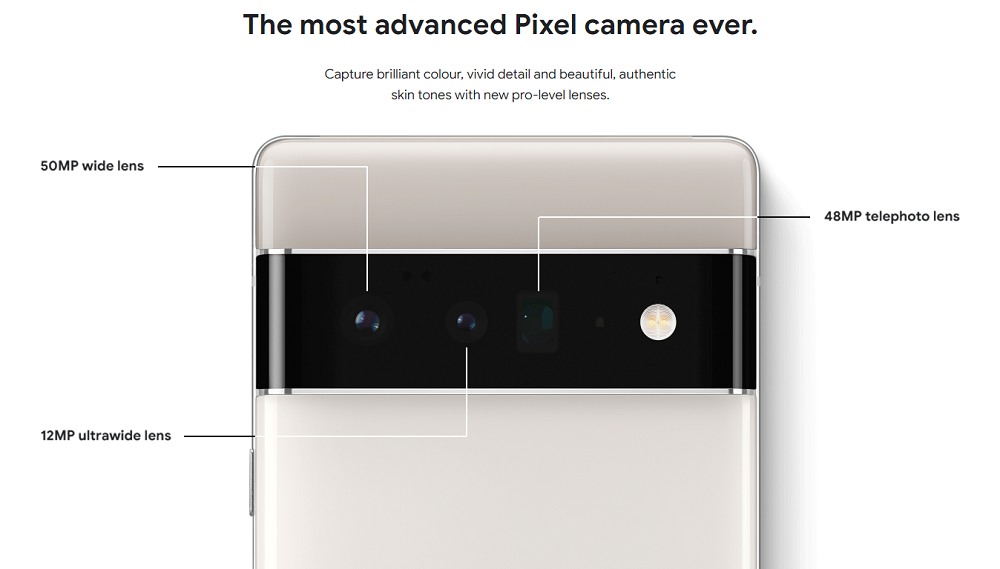 The most advanced Pixel camera ever.
Capture brilliant colour, vivid detail and beautiful, authentic
skin tones with new pro-level lenses.
50MP wide lens
48MP telephoto lens
12MP ultrawide lens